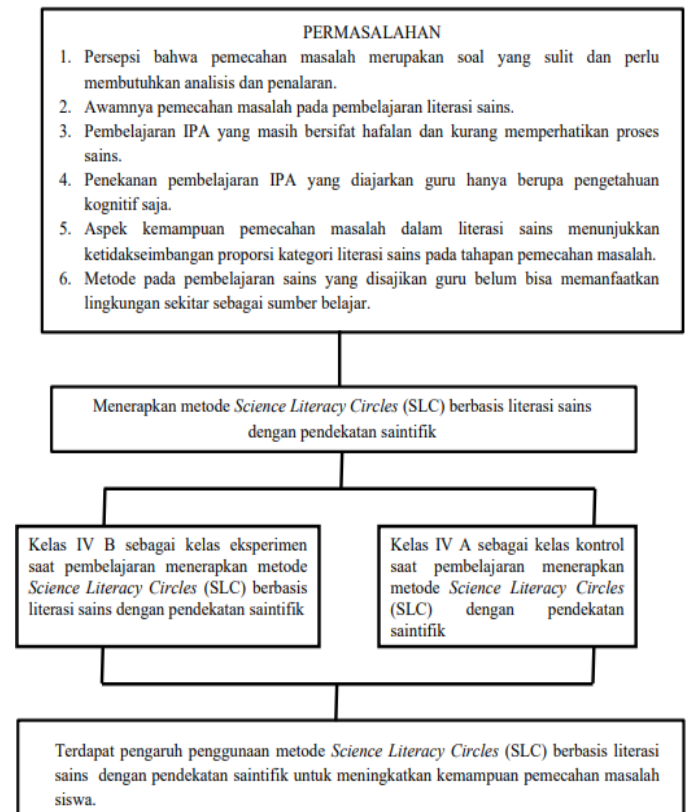 PERMASALAHAN
1. Persepsi bahwa pemecahan masalah merupakan soal yang sulit dan perlu
membutuhkan analisis dan penalaran.
2. Awamnya pemecahan masalah pada pembelajaran literasi sains.
3. Pembelajaran IPA yang masih bersifat hafalan dan kurang memperhatikan proses
sains.
4. Penekanan pembelajaran IPA yang diajarkan guru hanya berupa pengetahuan
kognitif saja.
5. Aspek kemampuan pemecahan masalah dalam literasi sains menunjukkan
ketidakseimbangan proporsi kategori literasi sains pada tahapan pemecahan masalah.
6. Metode pada pembelajaran sains yang disajikan guru belum bisa memanfaatkan
lingkungan sekitar sebagai sumber belajar.
Menerapkan metode Science Literacy Circles (SLC) berbasis literasi sains
dengan pendekatan saintifik
Kelas IV B sebagai kelas eksperimen
saat pembelajaran menerapkan metode
Science Literacy Circles (SLC) berbasis
literasi sains dengan pendekatan saintifik
Kelas IV A sebagai kelas kontrol
saat pembelajaran menerapkan
metode Science Literacy Circles
(SLC) dengan pendekatan
saintifik
Terdapat pengaruh penggunaan metode Science Literacy Circles (SLC) berbasis literasi
sains dengan pendekatan saintifik untuk meningkatkan kemampuan pemecahan masalah
siswa.